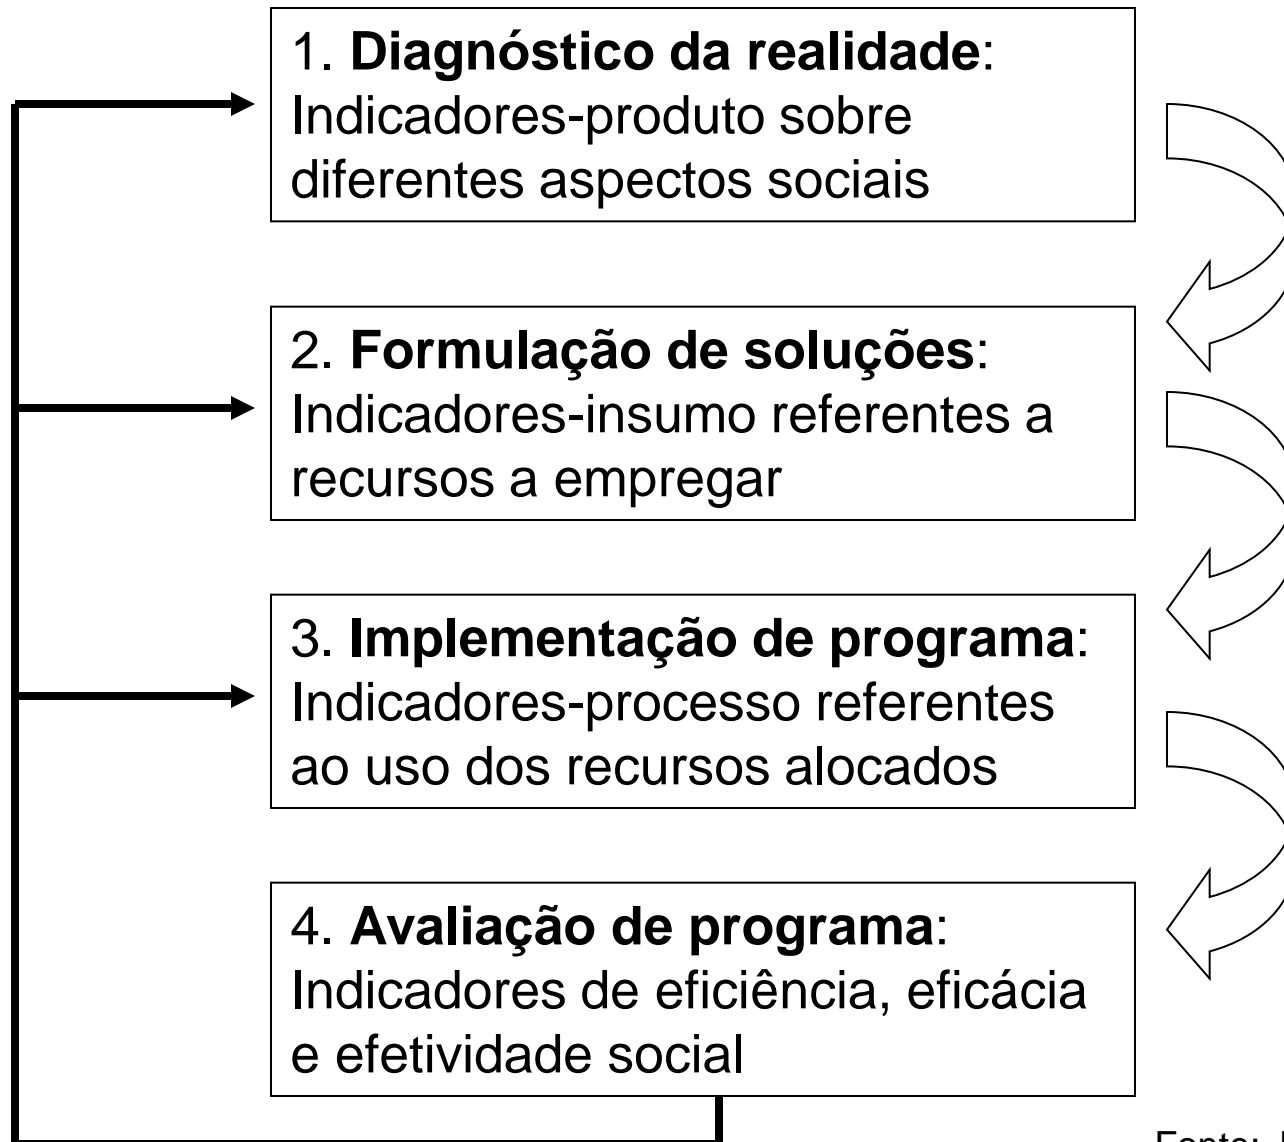 1. Diagnóstico da realidade:
Indicadores-produto sobre
diferentes aspectos sociais
2. Formulação de soluções:
Indicadores-insumo referentes a
recursos a empregar
3. Implementação de programa:
Indicadores-processo referentes
ao uso dos recursos alocados
4. Avaliação de programa:
Indicadores de eficiência, eficácia
e efetividade social
Fonte: